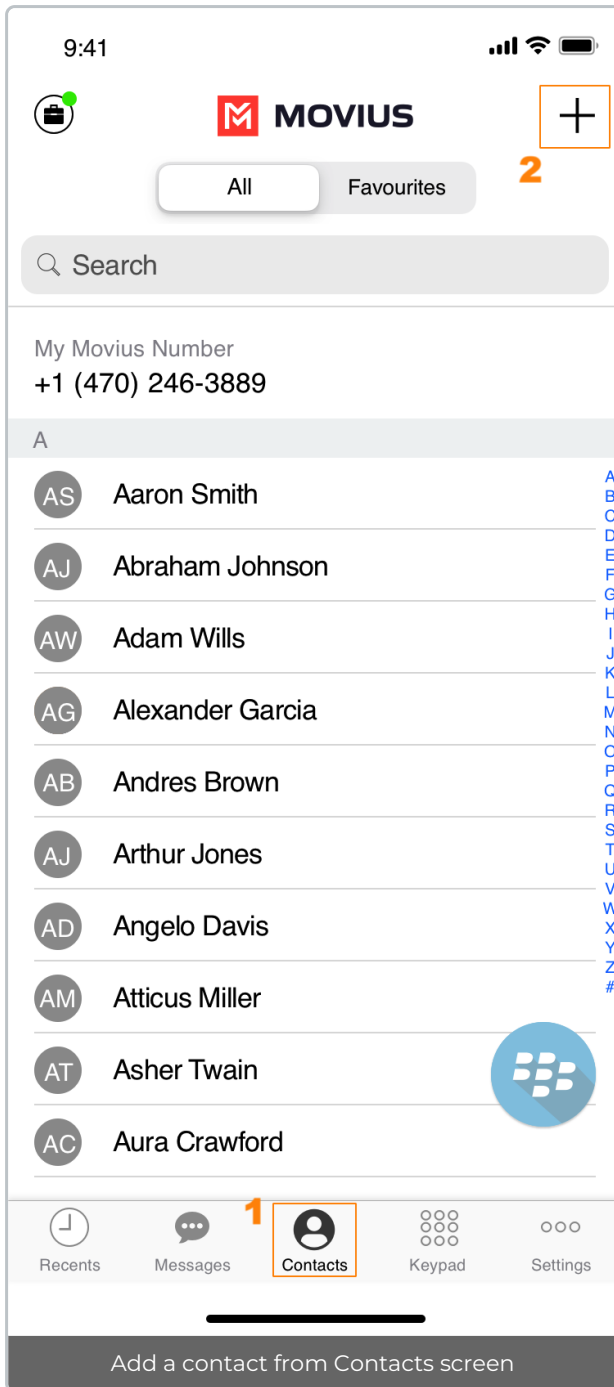 9:41
MOVIUS
2
All Favourites
Search
My Movius Number
+1 (470) 246-3889
A
AS Aaron Smith
AJ Abraham Johnson
AW Adam Wills
AG Alexander Garcia
AB Andres Brown
AJ Arthur Jones
AD Angelo Davis
AM Atticus Miller
AT Asher Twain
AC Aura Crawford
A
B
C
D
E
F
G
H
I
J
K
L
M
N
O
P
Q
R
S
T
U
V
W
X
Y
Z
#
1
Recents Messages Contacts Keypad Settings
Add a contact from Contacts screen